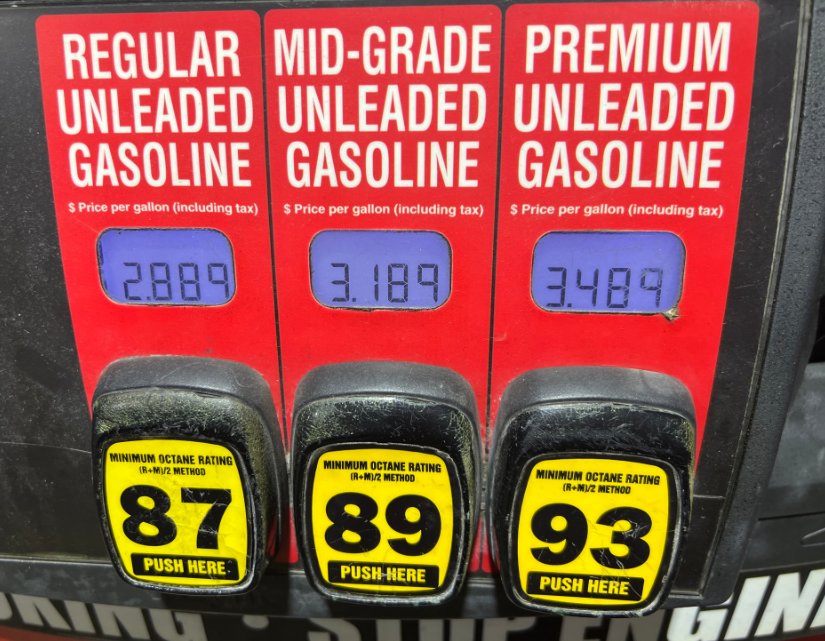 REGULAR
UNLEADED
GASOLINE
$ Price per gallon (including tax)
2.889
MINIMUM OCTANE RATING
(R+M)/2 METHOD
87
PUSH HERE
MID-GRADE
UNLEADED
GASOLINE
$ Price per gallon (including tax)
3.189
MINIMUM OCTANE RATING
(R+M)/2 METHOD
89
PUSH HERE
PREMIUM
UNLEADED
GASOLINE
$ Price per gallon (including tax)
3.489
MINIMUM OCTANE RATING
(R+M)/2 METHOD
93
PUSH HERE
STOP